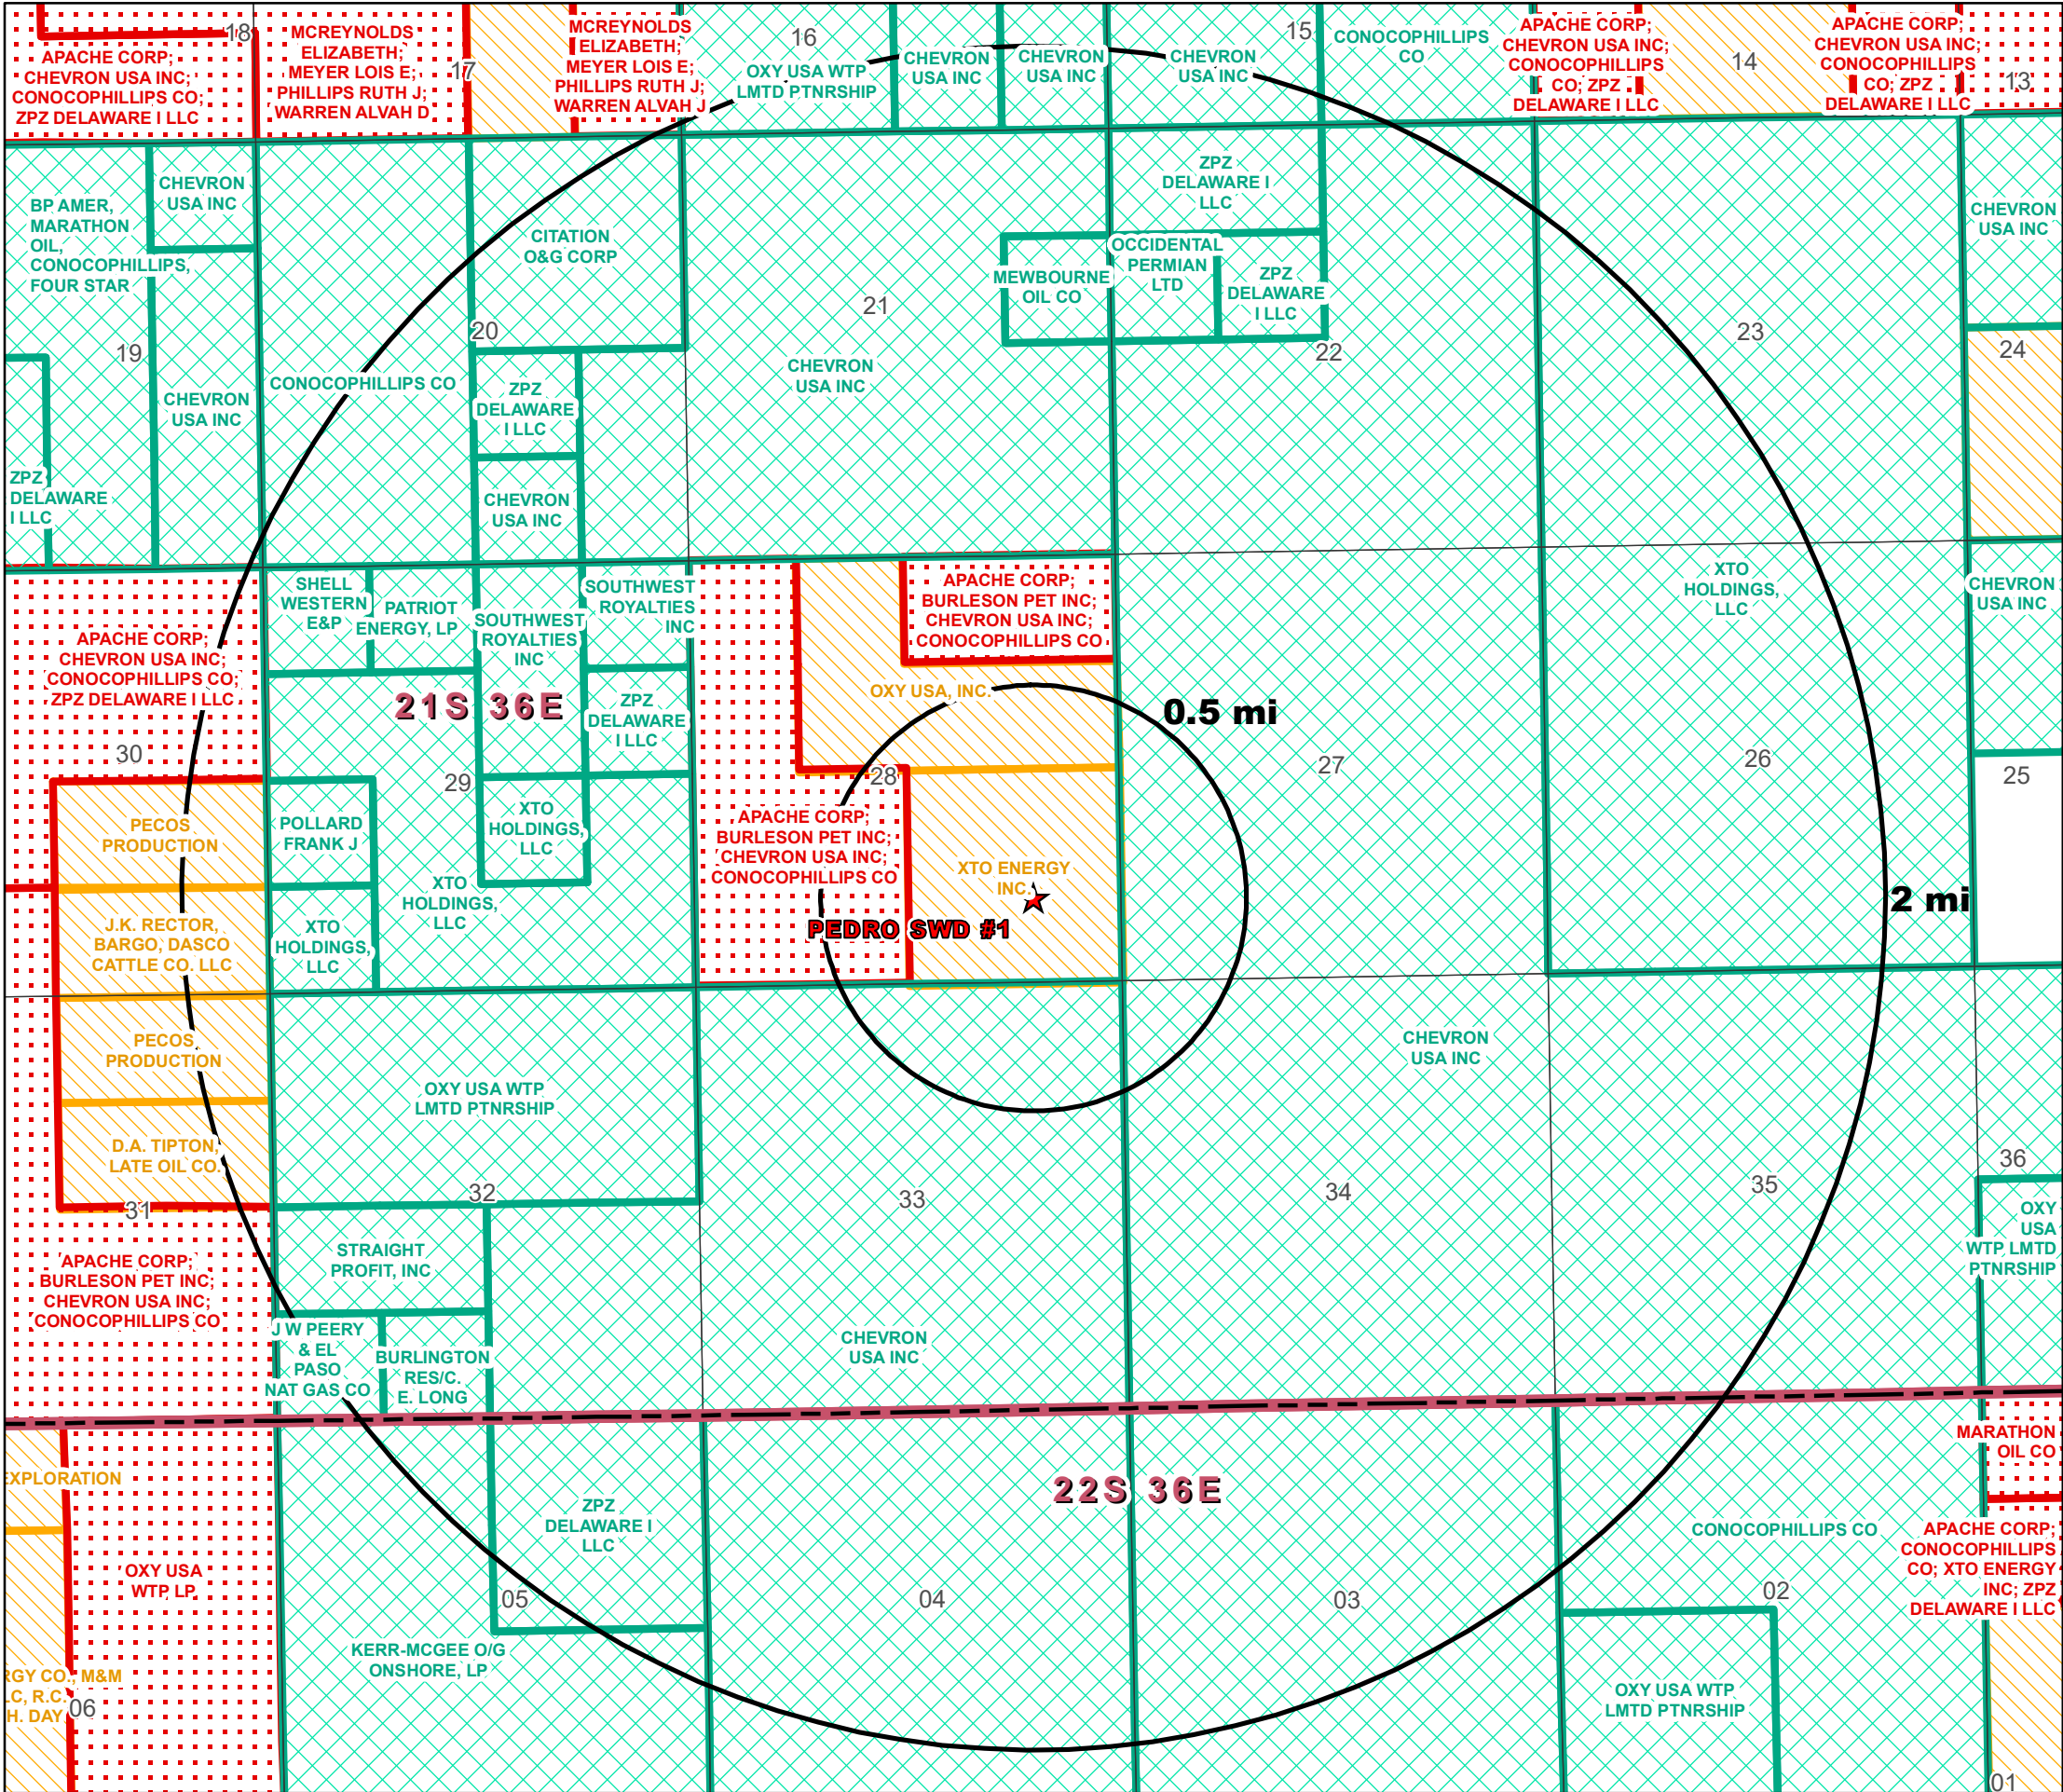 18
APACHE CORP;
CHEVRON USA INC;
CONOCOPHILLIPS CO;
ZPZ DELAWARE I LLC
MCREYNOLDS
ELIZABETH;
MEYER LOIS E;
PHILLIPS RUTH J;
WARREN ALVAH D
17
MCREYNOLDS
ELIZABETH;
MEYER LOIS E;
PHILLIPS RUTH J;
WARREN ALVAH J
16
OXY USA WTP
LMTD PTNRSHIP
CHEVRON
USA INC
CHEVRON
USA INC
CHEVRON
USA INC
15
CONOCOPHILLIPS
CO
APACHE CORP;
CHEVRON USA INC;
CONOCOPHILLIPS
CO; ZPZ
DELAWARE I LLC
14
APACHE CORP;
CHEVRON USA INC;
CONOCOPHILLIPS
CO; ZPZ
DELAWARE I LLC
13
BP AMER,
MARATHON
OIL,
CONOCOPHILLIPS,
FOUR STAR
CHEVRON
USA INC
19
CHEVRON
USA INC
ZPZ
DELAWARE
I LLC
CONOCOPHILLIPS CO
20
CITATION
O&G CORP
ZPZ
DELAWARE
I LLC
CHEVRON
USA INC
21
CHEVRON
USA INC
MEWBOURNE
OIL CO
ZPZ
DELAWARE I
LLC
OCCIDENTAL
PERMIAN
LTD
ZPZ
DELAWARE
I LLC
22
23
CHEVRON
USA INC
24
APACHE CORP;
CHEVRON USA INC;
CONOCOPHILLIPS CO;
ZPZ DELAWARE I LLC
30
SHELL
WESTERN
E&P
PATRIOT
ENERGY, LP
SOUTHWEST
ROYALTIES
INC
SOUTHWEST
ROYALTIES
INC
21S 36E
ZPZ
DELAWARE
I LLC
29
APACHE CORP;
BURLESON PET INC;
CHEVRON USA INC;
CONOCOPHILLIPS CO
OXY USA, INC.
0.5 mi
28
27
XTO
HOLDINGS,
LLC
26
CHEVRON
USA INC
25
PECOS
PRODUCTION
POLLARD
FRANK J
XTO
HOLDINGS,
LLC
XTO
HOLDINGS,
LLC
APACHE CORP;
BURLESON PET INC;
CHEVRON USA INC;
CONOCOPHILLIPS CO
XTO ENERGY
INC.
PEDRO SWD #1
2 mi
J.K. RECTOR,
BARGO, DASCO
CATTLE CO. LLC
XTO
HOLDINGS,
LLC
PECOS
PRODUCTION
D.A. TIPTON,
LATE OIL CO.
31
OXY USA WTP
LMTD PTNRSHIP
32
33
CHEVRON
USA INC
34
35
36
OXY
USA
WTP LMTD
PTNRSHIP
APACHE CORP;
BURLESON PET INC;
CHEVRON USA INC;
CONOCOPHILLIPS CO
STRAIGHT
PROFIT, INC
J W PEERY
& EL
PASO
NAT GAS CO
BURLINGTON
RES/C.
E. LONG
CHEVRON
USA INC
EXPLORATION
22S 36E
MARATHON
OIL CO
OXY USA
WTP LP
ZPZ
DELAWARE I
LLC
05
04
03
CONOCOPHILLIPS CO
02
APACHE CORP;
CONOCOPHILLIPS
CO; XTO ENERGY
INC; ZPZ
DELAWARE I LLC
RGY CO., M&M
LC, R.C.
H. DAY
06
KERR-MCGEE O/G
ONSHORE, LP
OXY USA WTP
LMTD PTNRSHIP
01